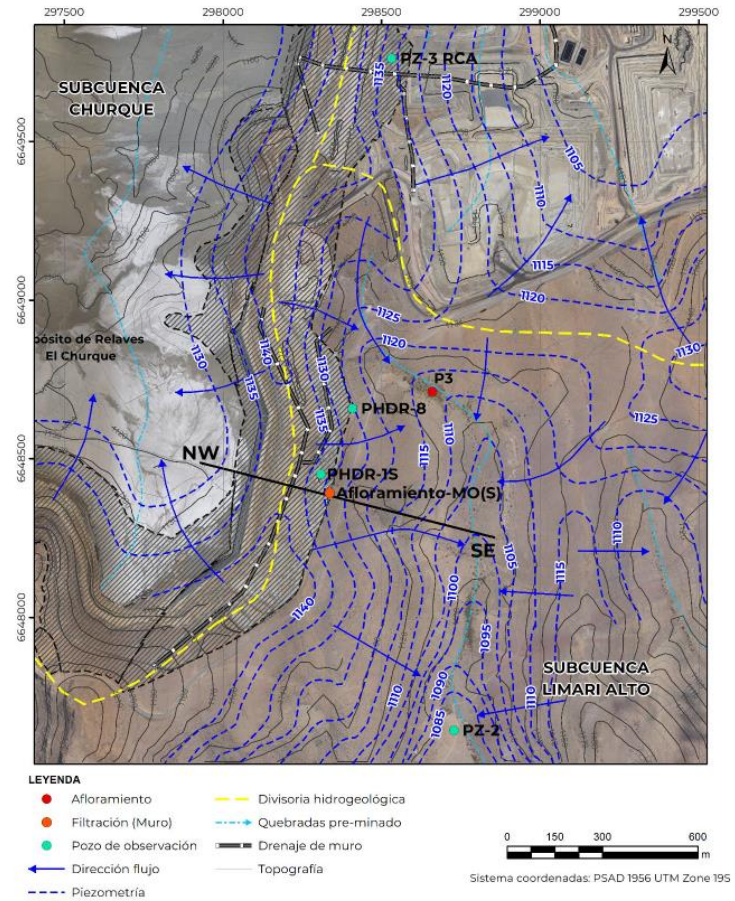 297500 298000 298500 299000 299500
6649500
6649000
6648500
6648000
N
SUBCUENCA
CHURQUE
PZ-3 RCA
1135
1120
1105
1110
1115
1120
1125
1120
1130
1125
pósito de Relaves
El Churque
1130
1140
1135
1130
1135
P3
PHDR-8
1115
1110
NW
PHDR-1S
Afloramiento-MO(S)
SE
1105
1110
1115
1100
1140
1095
1090
1110
1085
1110
SUBCUENCA
LIMARI ALTO
PZ-2
LEYENDA
Afloramiento
Filtración (Muro)
Pozo de observación
Dirección flujo
Piezometría
Divisoria hidrogeológica
Quebradas pre-minado
Drenaje de muro
Topografía
0 150 300 600
m
Sistema coordenadas: PSAD 1956 UTM Zone 19S